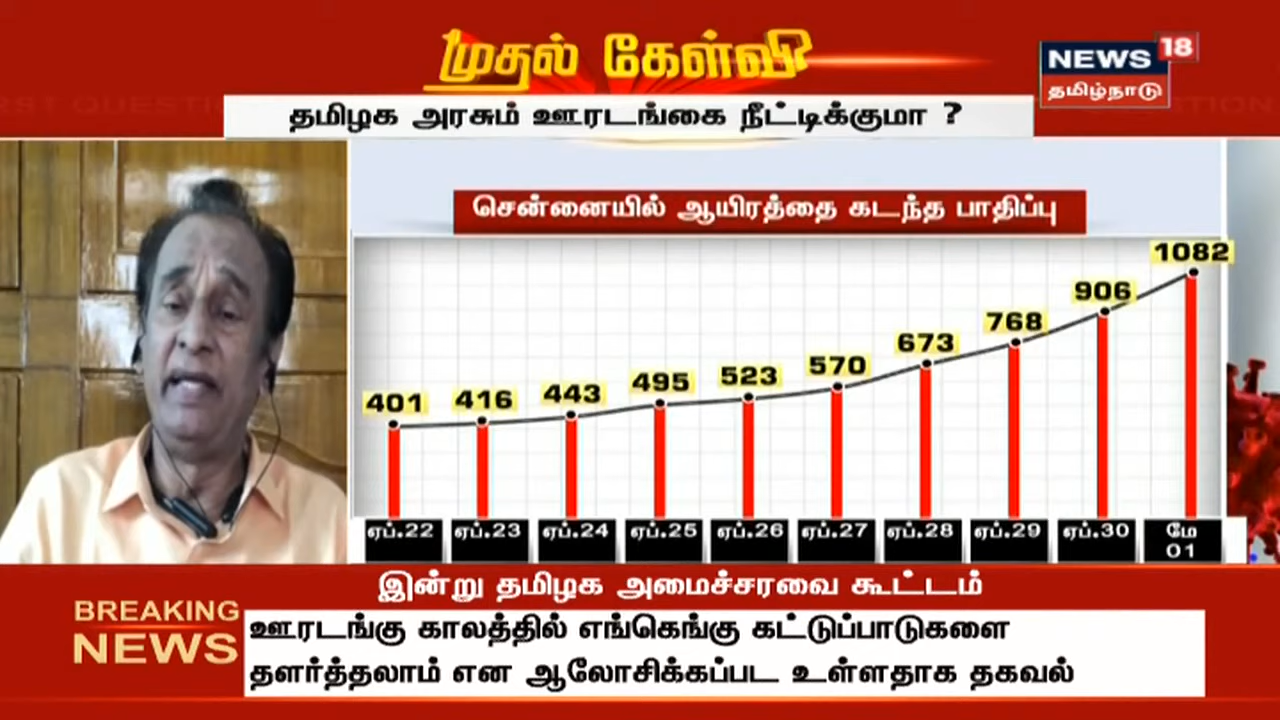 முதல் கேள்வி?
NEWS 18
தமிழ்நாடு
தமிழக அரசும் ஊரடங்கை நீட்டிக்குமா ?
சென்னையில் ஆயிரத்தை கடந்த பாதிப்பு
401 416 443 495 523 570 673 768 906 1082
ஏப்.22 ஏப்.23 ஏப்.24 ஏப்.25 ஏப்.26 ஏப்.27 ஏப்.28 ஏப்.29 ஏப்.30 மே 01
இன்று தமிழக அமைச்சரவை கூட்டம்
BREAKING
NEWS
ஊரடங்கு காலத்தில் எங்கெங்கு கட்டுப்பாடுகளை
தளர்த்தலாம் என ஆலோசிக்கப்பட உள்ளதாக தகவல்